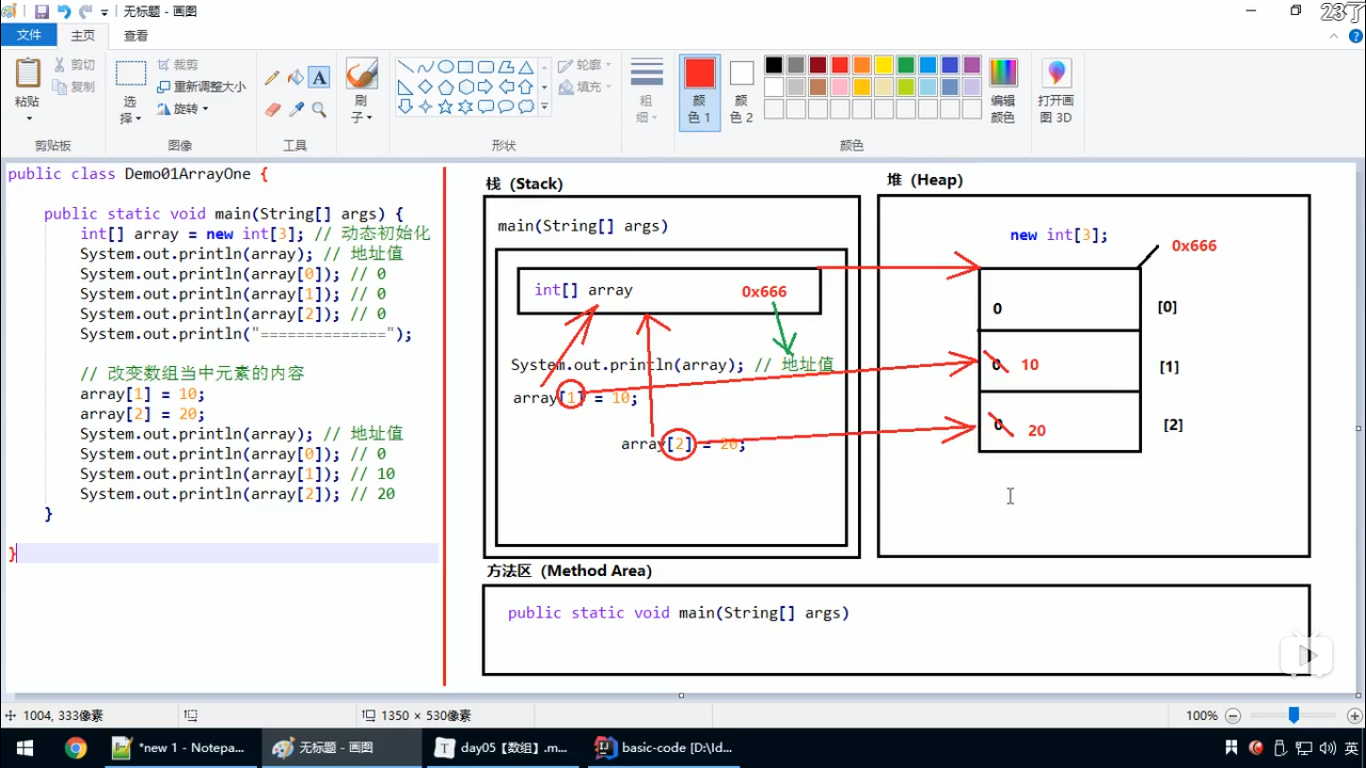 无标题 - 画图
23了
文件 主页 查看
粘贴
剪切
复制
剪贴板
选择
裁剪
重新调整大小
旋转
图像
A
工具
刷子
轮廓
填充
形状
粗细
颜色 1
颜色 2
编辑颜色
颜色
打开画图 3D
public class Demo01ArrayOne {
public static void main(String[] args) {
int[] array = new int[3]; // 动态初始化
System.out.println(array); // 地址值
System.out.println(array[0]); // 0
System.out.println(array[1]); // 0
System.out.println(array[2]); // 0
System.out.println("==============");
// 改变数组当中元素的内容
array[1] = 10;
array[2] = 20;
System.out.println(array); // 地址值
System.out.println(array[0]); // 0
System.out.println(array[1]); // 10
System.out.println(array[2]); // 20
}
}
栈（Stack）
main(String[] args)
int[] array 0x666
System.out.println(array); // 地址值
array[1] = 10;
array[2] = 20;
堆（Heap）
new int[3];
0x666
0 [0]
0 10 [1]
0 20 [2]
方法区（Method Area）
public static void main(String[] args)
1004, 333像素
1350 × 530像素
100%
*new 1 - Notepa...
无标题 - 画图
day05【数组】.m...
basic-code [D:\Id...
英